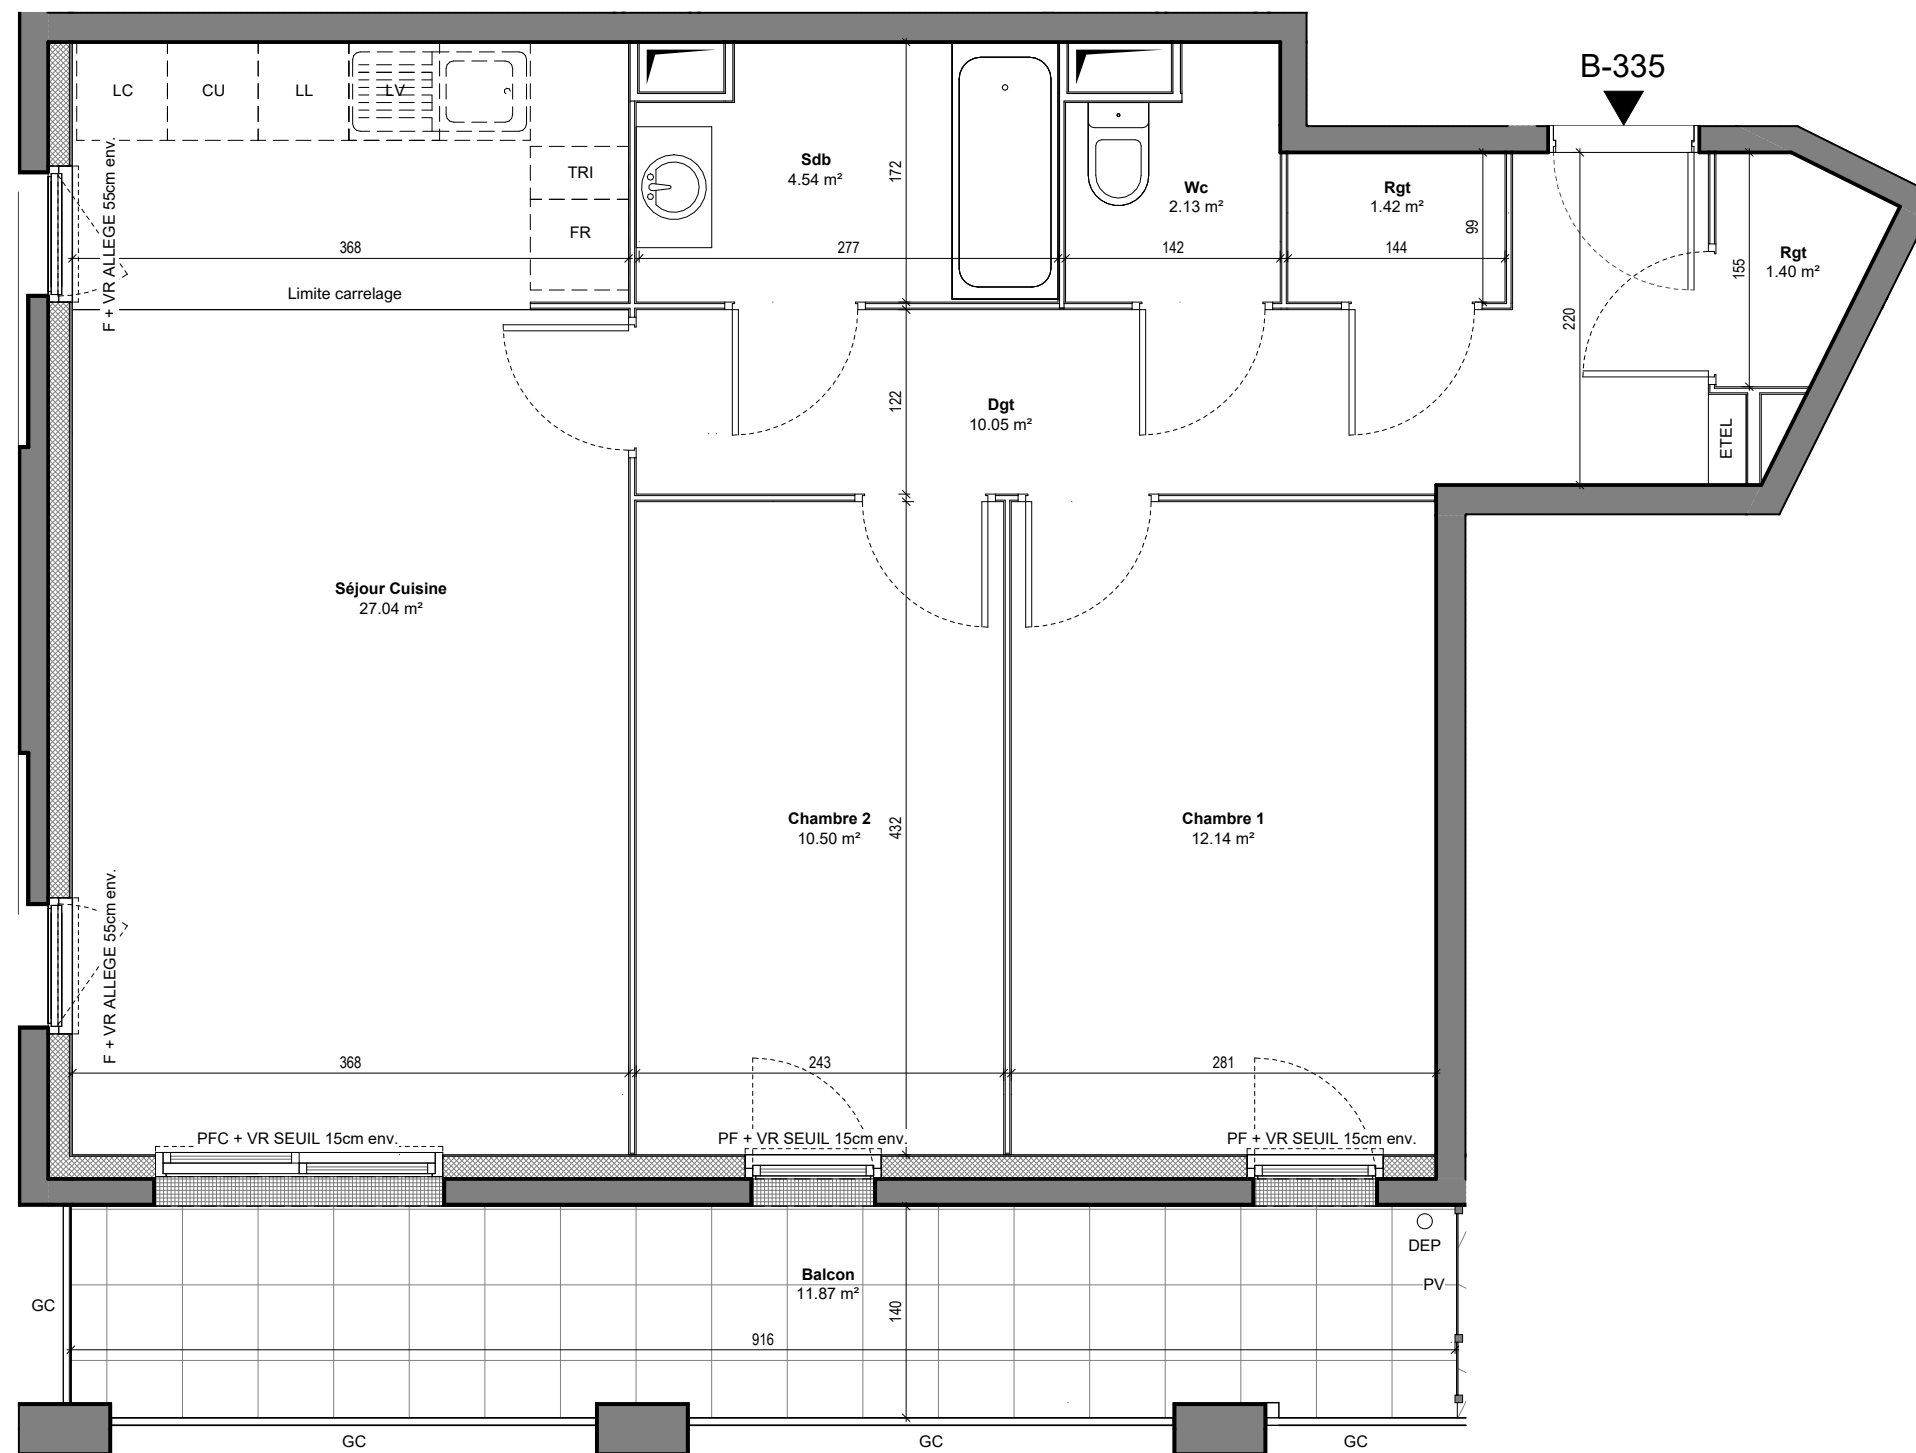 B-335
LC
CU
LL
LV
TRI
FR
F + VR ALLEGE 55cm env.
368
Limite carrelage
Sdb
4.54 m²
172
277
Wc
2.13 m²
142
Rgt
1.42 m²
99
144
Rgt
1.40 m²
155
220
ETEL
122
Dgt
10.05 m²
Séjour Cuisine
27.04 m²
Chambre 2
10.50 m²
432
Chambre 1
12.14 m²
F + VR ALLEGE 55cm env.
368
243
281
PFC + VR SEUIL 15cm env.
PF + VR SEUIL 15cm env.
PF + VR SEUIL 15cm env.
DEP
PV
Balcon
11.87 m²
140
916
GC
GC
GC
GC